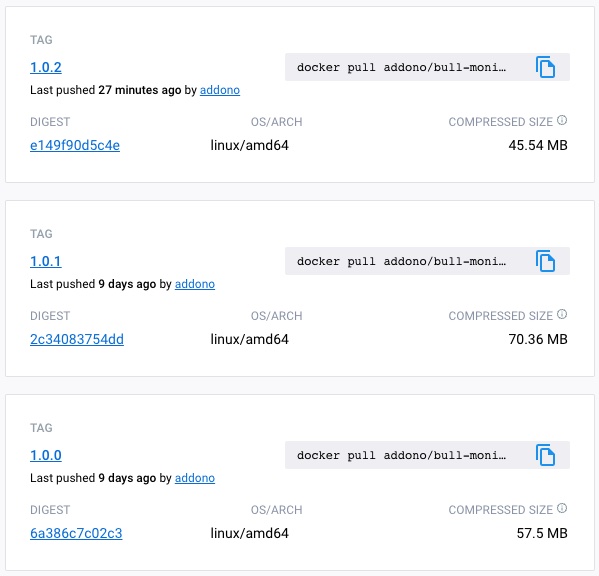 TAG
1.0.2
docker pull addono/bull-moni…
Last pushed 27 minutes ago by addono
DIGEST OS/ARCH COMPRESSED SIZE
e149f90d5c4e linux/amd64 45.54 MB
TAG
1.0.1
docker pull addono/bull-moni…
Last pushed 9 days ago by addono
DIGEST OS/ARCH COMPRESSED SIZE
2c34083754dd linux/amd64 70.36 MB
TAG
1.0.0
docker pull addono/bull-moni…
Last pushed 9 days ago by addono
DIGEST OS/ARCH COMPRESSED SIZE
6a386c7c02c3 linux/amd64 57.5 MB